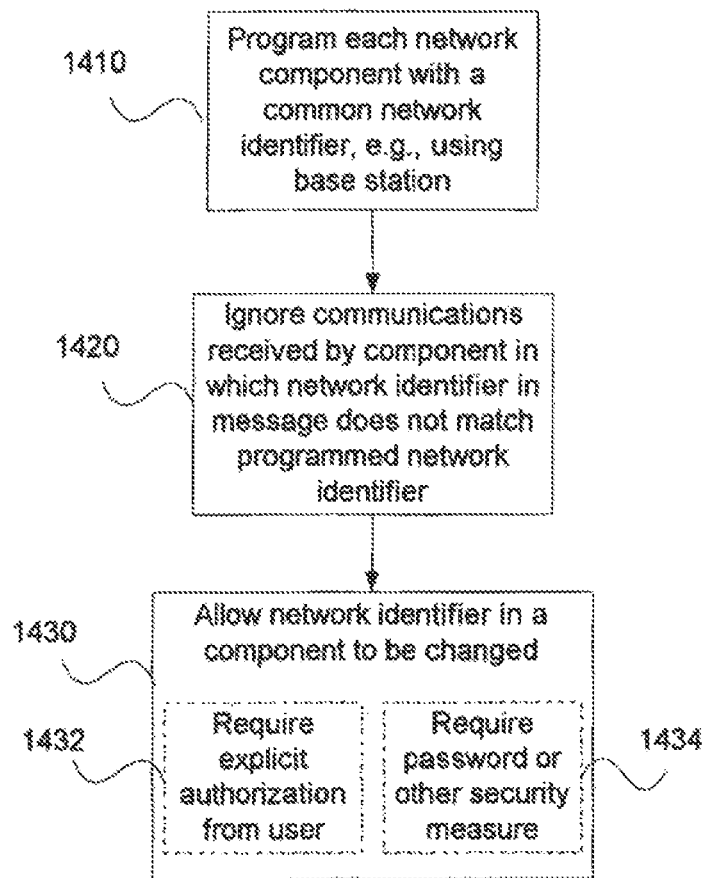 1410
Program each network
component with a
common network
identifier, e.g., using
base station
1420
Ignore communications
received by component in
which network identifier in
message does not match
programmed network
identifier
1430
Allow network identifier in a
component to be changed
1432
Require
explicit
authorization
from user
Require
password or
other security
measure
1434